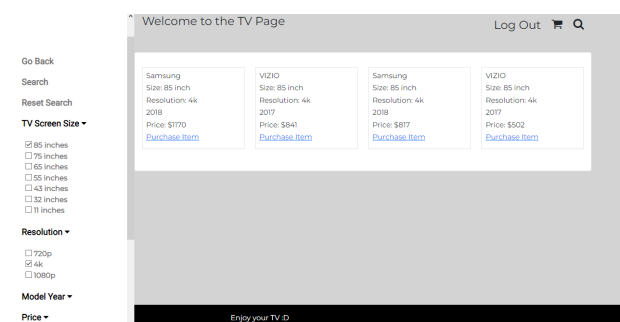 Welcome to the TV Page
Log Out
Go Back
Search
Reset Search
TV Screen Size
85 inches
75 inches
65 inches
55 inches
43 inches
32 inches
11 inches
Resolution
720p
4k
1080p
Model Year
Price
Samsung
Size: 85 inch
Resolution: 4k
2018
Price: $1170
Purchase Item
VIZIO
Size: 85 inch
Resolution: 4k
2017
Price: $841
Purchase Item
Samsung
Size: 85 inch
Resolution: 4k
2018
Price: $817
Purchase Item
VIZIO
Size: 85 inch
Resolution: 4k
2017
Price: $502
Purchase Item
Enjoy your TV :D